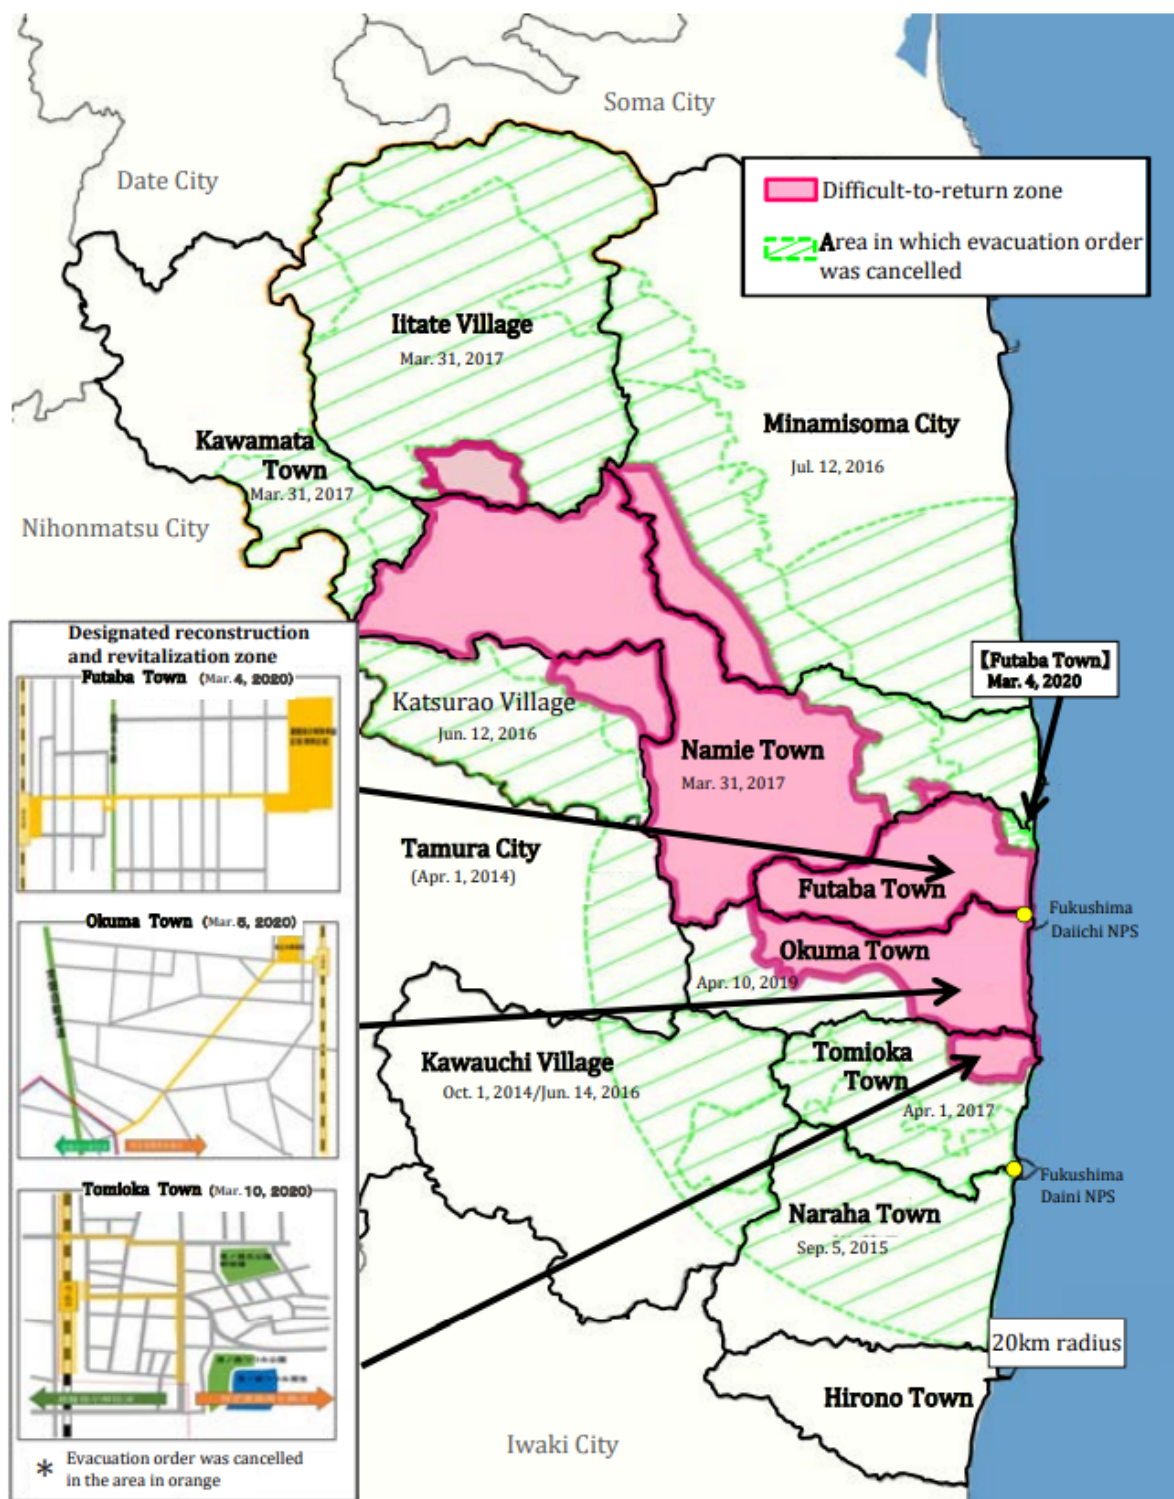 Soma City
Date City
Difficult-to-return zone
Area in which evacuation order
was cancelled
Iitate Village
Mar. 31, 2017
Minamisoma City
Jul. 12, 2016
Kawamata
Town
Mar. 31, 2017
Nihonmatsu City
Designated reconstruction
and revitalization zone
Futaba Town (Mar. 4, 2020)
【Futaba Town】
Mar. 4, 2020
Katsurao Village
Jun. 12, 2016
Namie Town
Mar. 31, 2017
Tamura City
(Apr. 1, 2014)
Futaba Town
Fukushima
Daiichi NPS
Okuma Town (Mar. 5, 2020)
Okuma Town
Apr. 10, 2019
Kawauchi Village
Oct. 1, 2014/Jun. 14, 2016
Tomioka
Town
Apr. 1, 2017
Fukushima
Daini NPS
Tomioka Town (Mar. 10, 2020)
Naraha Town
Sep. 5, 2015
20km radius
Hirono Town
Iwaki City
* Evacuation order was cancelled
in the area in orange